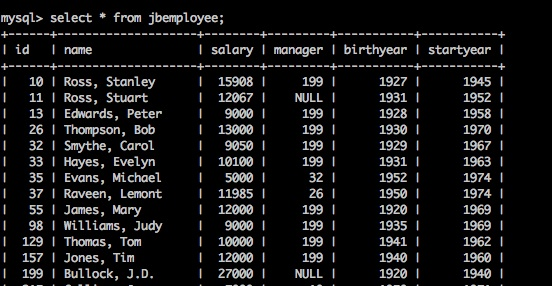 mysql> select * from jbemployee;
+------+--------------------+--------+---------+-----------+-----------+
| id | name | salary | manager | birthyear | startyear |
+------+--------------------+--------+---------+-----------+-----------+
| 10 | Ross, Stanley | 15908 | 199 | 1927 | 1945 |
| 11 | Ross, Stuart | 12067 | NULL | 1931 | 1952 |
| 13 | Edwards, Peter | 9000 | 199 | 1928 | 1958 |
| 26 | Thompson, Bob | 13000 | 199 | 1930 | 1970 |
| 32 | Smythe, Carol | 9050 | 199 | 1929 | 1967 |
| 33 | Hayes, Evelyn | 10100 | 199 | 1931 | 1963 |
| 35 | Evans, Michael | 5000 | 32 | 1952 | 1974 |
| 37 | Raveen, Lemont | 11985 | 26 | 1950 | 1974 |
| 55 | James, Mary | 12000 | 199 | 1920 | 1969 |
| 98 | Williams, Judy | 9000 | 199 | 1935 | 1969 |
| 129 | Thomas, Tom | 10000 | 199 | 1941 | 1962 |
| 157 | Jones, Tim | 12000 | 199 | 1940 | 1960 |
| 199 | Bullock, J.D. | 27000 | NULL | 1920 | 1940 |